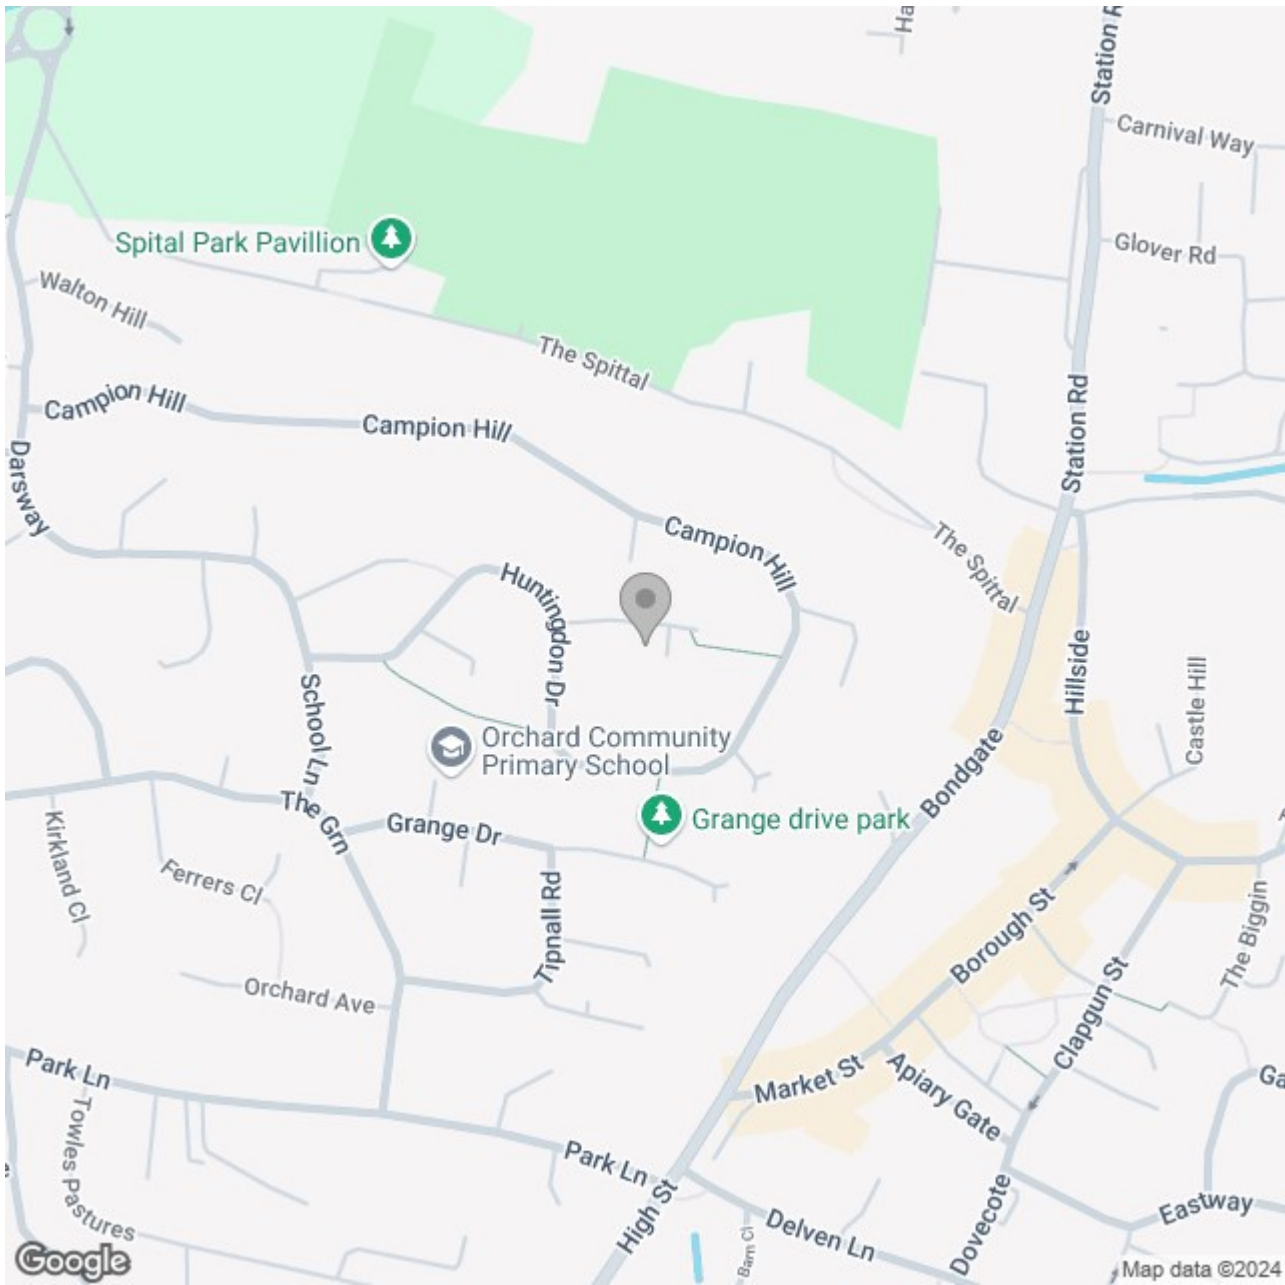 Ha
Station R
Carnival Way
Spital Park Pavillion
Glover Rd
Walton Hill
The Spittal
Campion Hill
Campion Hill
Station Rd
Darsway
Campion Hill
The Spittal
Huntingdon Dr
Hillside
School Ln
Castle Hill
Orchard Community
Primary School
Bondgate
The Grn
Grange Dr
Grange drive park
Kirkland Cl
Ferrers Cl
Tipnall Rd
Borough St
The Biggin
Orchard Ave
Clapgun St
Park Ln
Market St
Apiary Gate
Ga
Towles Pastures
Park Ln
High St
Delven Ln
Barn Cl
Dovecote
Eastway
Google
Map data ©2024